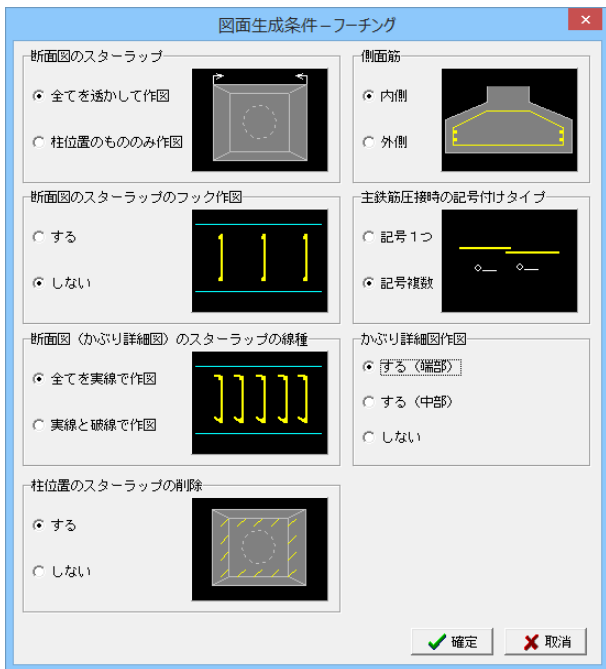 図面生成条件－フーチング
断面図のスターラップ
全てを透かして作図
柱位置のもののみ作図
側面筋
内側
外側
断面図のスターラップのフック作図
する
しない
主鉄筋圧接時の記号付けタイプ
記号１つ
記号複数
断面図（かぶり詳細図）のスターラップの線種
全てを実線で作図
実線と破線で作図
かぶり詳細図作図
する（端部）
する（中部）
しない
柱位置のスターラップの削除
する
しない
確定
取消